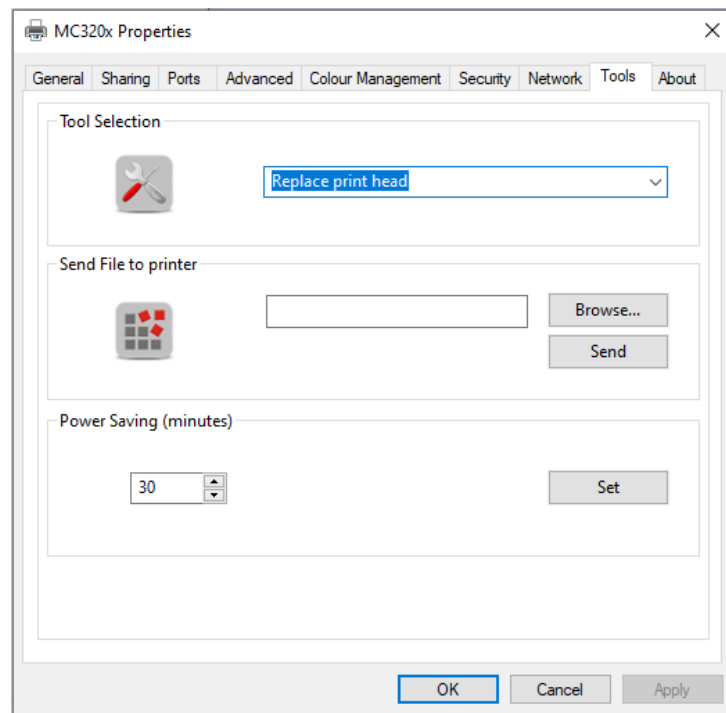 MC320x Properties
General Sharing Ports Advanced Colour Management Security Network Tools About
Tool Selection
Replace print head
Send File to printer
Browse...
Send
Power Saving (minutes)
30
Set
OK Cancel Apply